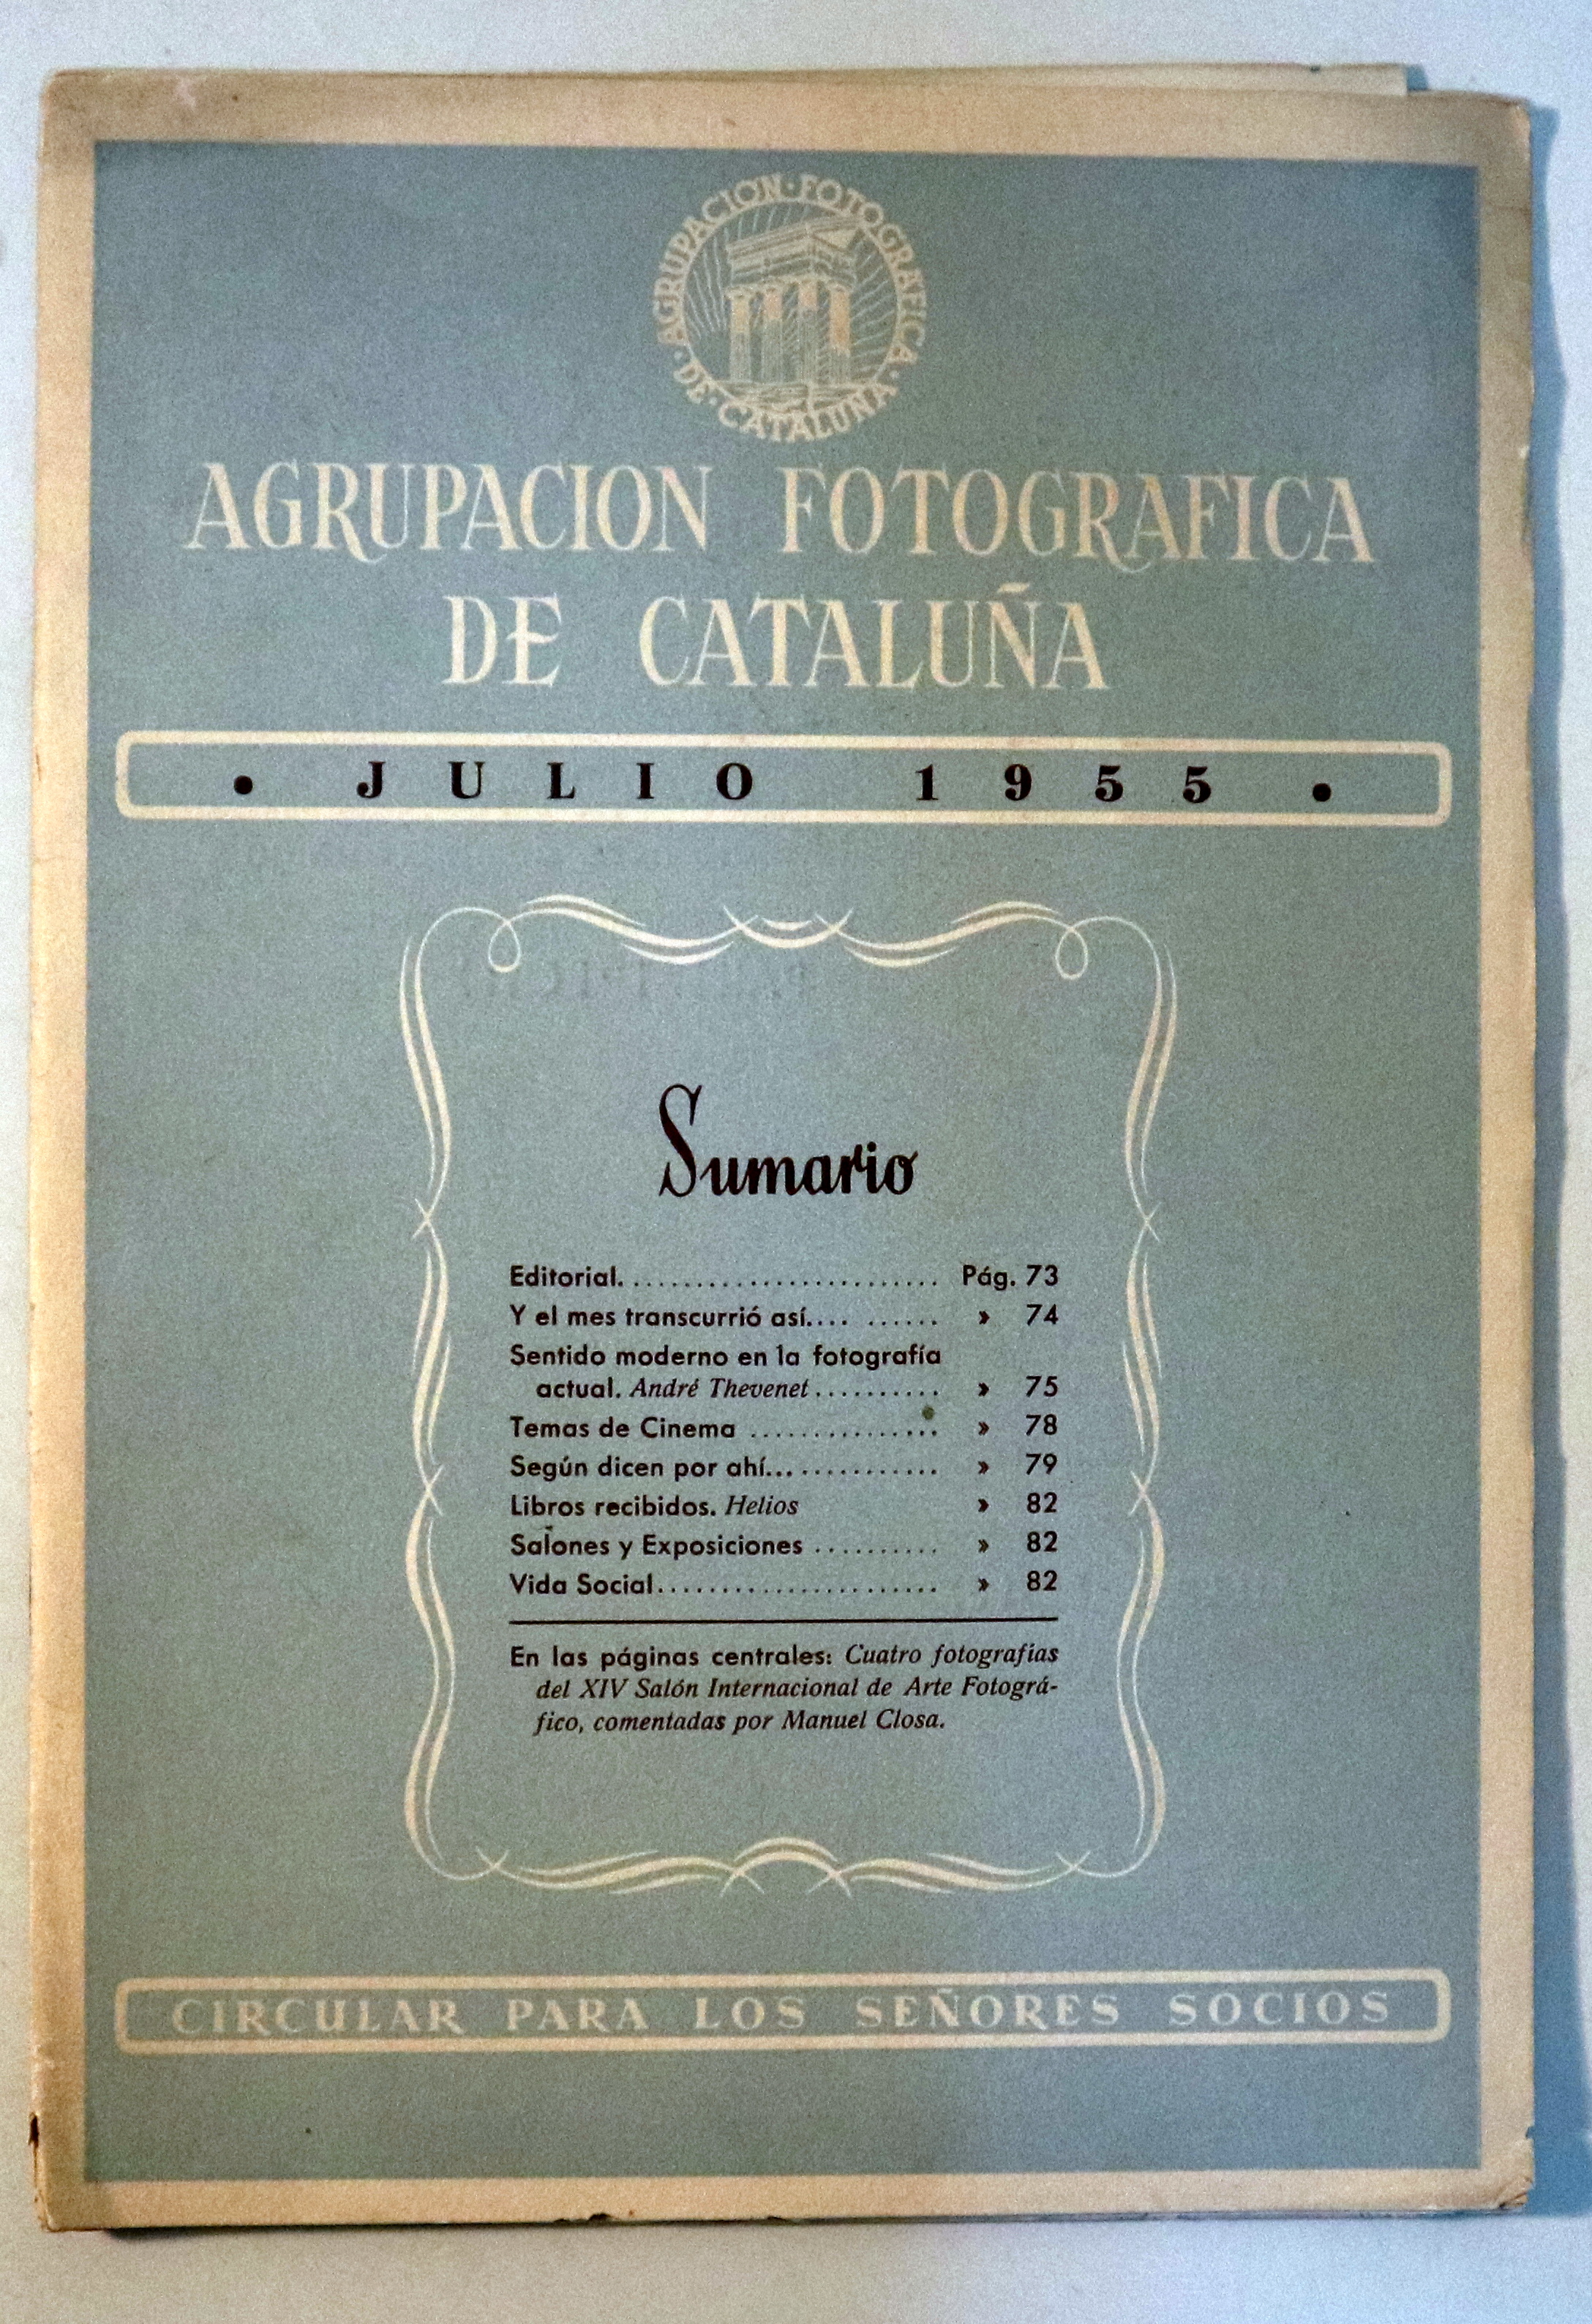 AGRUPACION · FOTOGRAFICA · DE · CATALUÑA ·
AGRUPACION FOTOGRAFICA
DE CATALUÑA
• JULIO 1955 •
Sumario
Editorial. ........................ Pág. 73
Y el mes transcurrió así.... ...... » 74
Sentido moderno en la fotografía
actual. André Thevenet .......... » 75
Temas de Cinema ............... » 78
Según dicen por ahí... ........... » 79
Libros recibidos. Helios » 82
Salones y Exposiciones .......... » 82
Vida Social...................... » 82
En las páginas centrales: Cuatro fotografías
del XIV Salón Internacional de Arte Fotográ-
fico, comentadas por Manuel Closa.
CIRCULAR PARA LOS SEÑORES SOCIOS